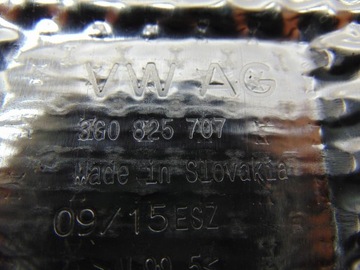 VW AG
3G0 825 707
Made in Slovakia
09/15 ESZ